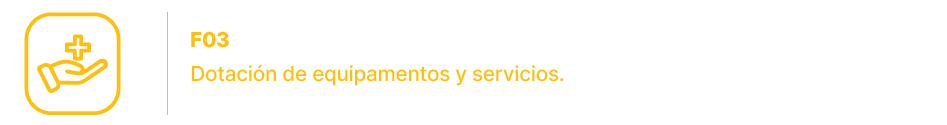 F03
Dotación de equipamentos y servicios.